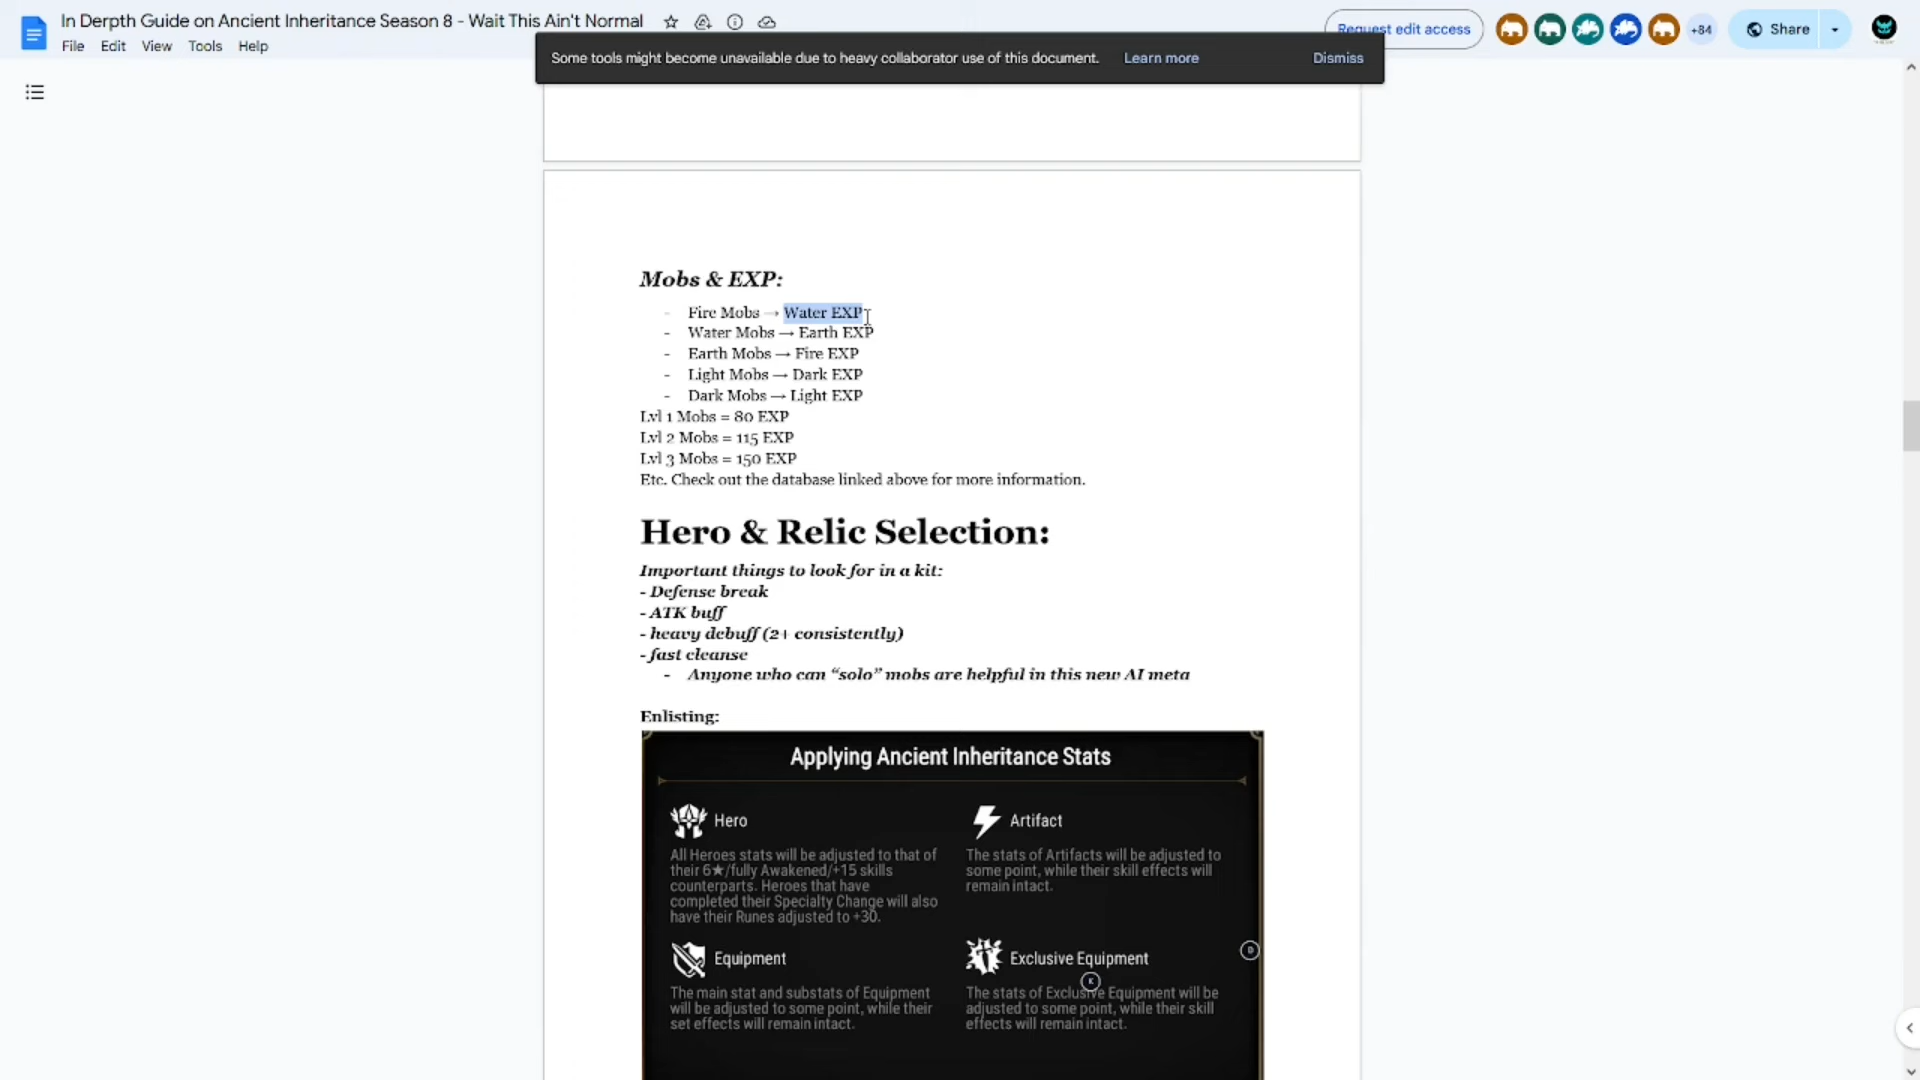 In Derpth Guide on Ancient Inheritance Season 8 - Wait This Ain't Normal
File Edit View Tools Help
Request edit access
+84
Share
Some tools might become unavailable due to heavy collaborator use of this document. Learn more Dismiss
Mobs & EXP:
- Fire Mobs → Water EXP
- Water Mobs → Earth EXP
- Earth Mobs → Fire EXP
- Light Mobs → Dark EXP
- Dark Mobs → Light EXP
Lvl 1 Mobs = 80 EXP
Lvl 2 Mobs = 115 EXP
Lvl 3 Mobs = 150 EXP
Etc. Check out the database linked above for more information.
Hero & Relic Selection:
Important things to look for in a kit:
- Defense break
- ATK buff
- heavy debuff (2+ consistently)
- fast cleanse
- Anyone who can “solo” mobs are helpful in this new AI meta
Enlisting:
Applying Ancient Inheritance Stats
Hero
All Heroes stats will be adjusted to that of
their 6★/fully Awakened/+15 skills
counterparts. Heroes that have
completed their Specialty Change will also
have their Runes adjusted to +30.
Artifact
The stats of Artifacts will be adjusted to
some point, while their skill effects will
remain intact.
Equipment
The main stat and substats of Equipment
will be adjusted to some point, while their
set effects will remain intact.
Exclusive Equipment
The stats of Exclusive Equipment will be
adjusted to some point, while their skill
effects will remain intact.
K